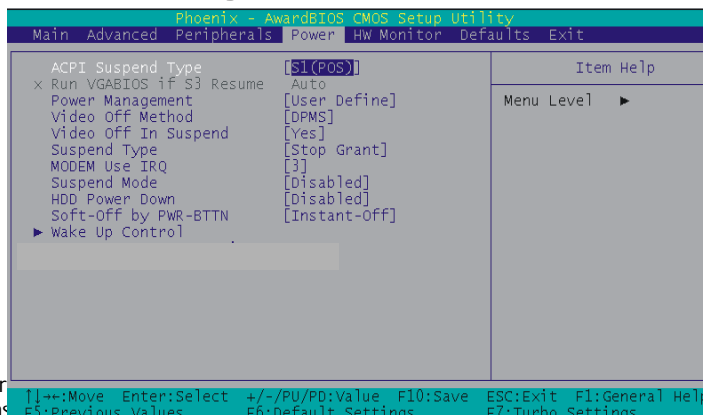 Phoenix - AwardBIOS CMOS Setup Utility
Main Advanced Peripherals Power HW Monitor Defaults Exit
ACPI Suspend Type [S1(POS)] Item Help
x Run VGABIOS if S3 Resume Auto
Power Management [User Define] Menu Level ►
Video Off Method [DPMS]
Video Off In Suspend [Yes]
Suspend Type [Stop Grant]
MODEM Use IRQ [3]
Suspend Mode [Disabled]
HDD Power Down [Disabled]
Soft-Off by PWR-BTTN [Instant-Off]
► Wake Up Control
↑↓→←:Move Enter:Select +/-/PU/PD:Value F10:Save ESC:Exit F1:General Help
F5:Previous Values F6:Default Settings F7:Turbo Settings